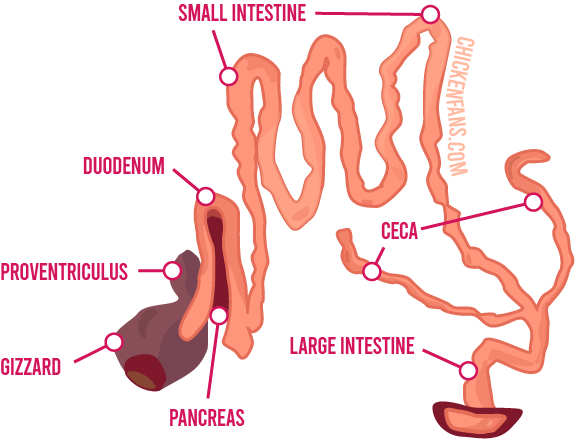 SMALL INTESTINE
CHICKENFANS.COM
DUODENUM
CECA
PROVENTRICULUS
LARGE INTESTINE
GIZZARD
PANCREAS